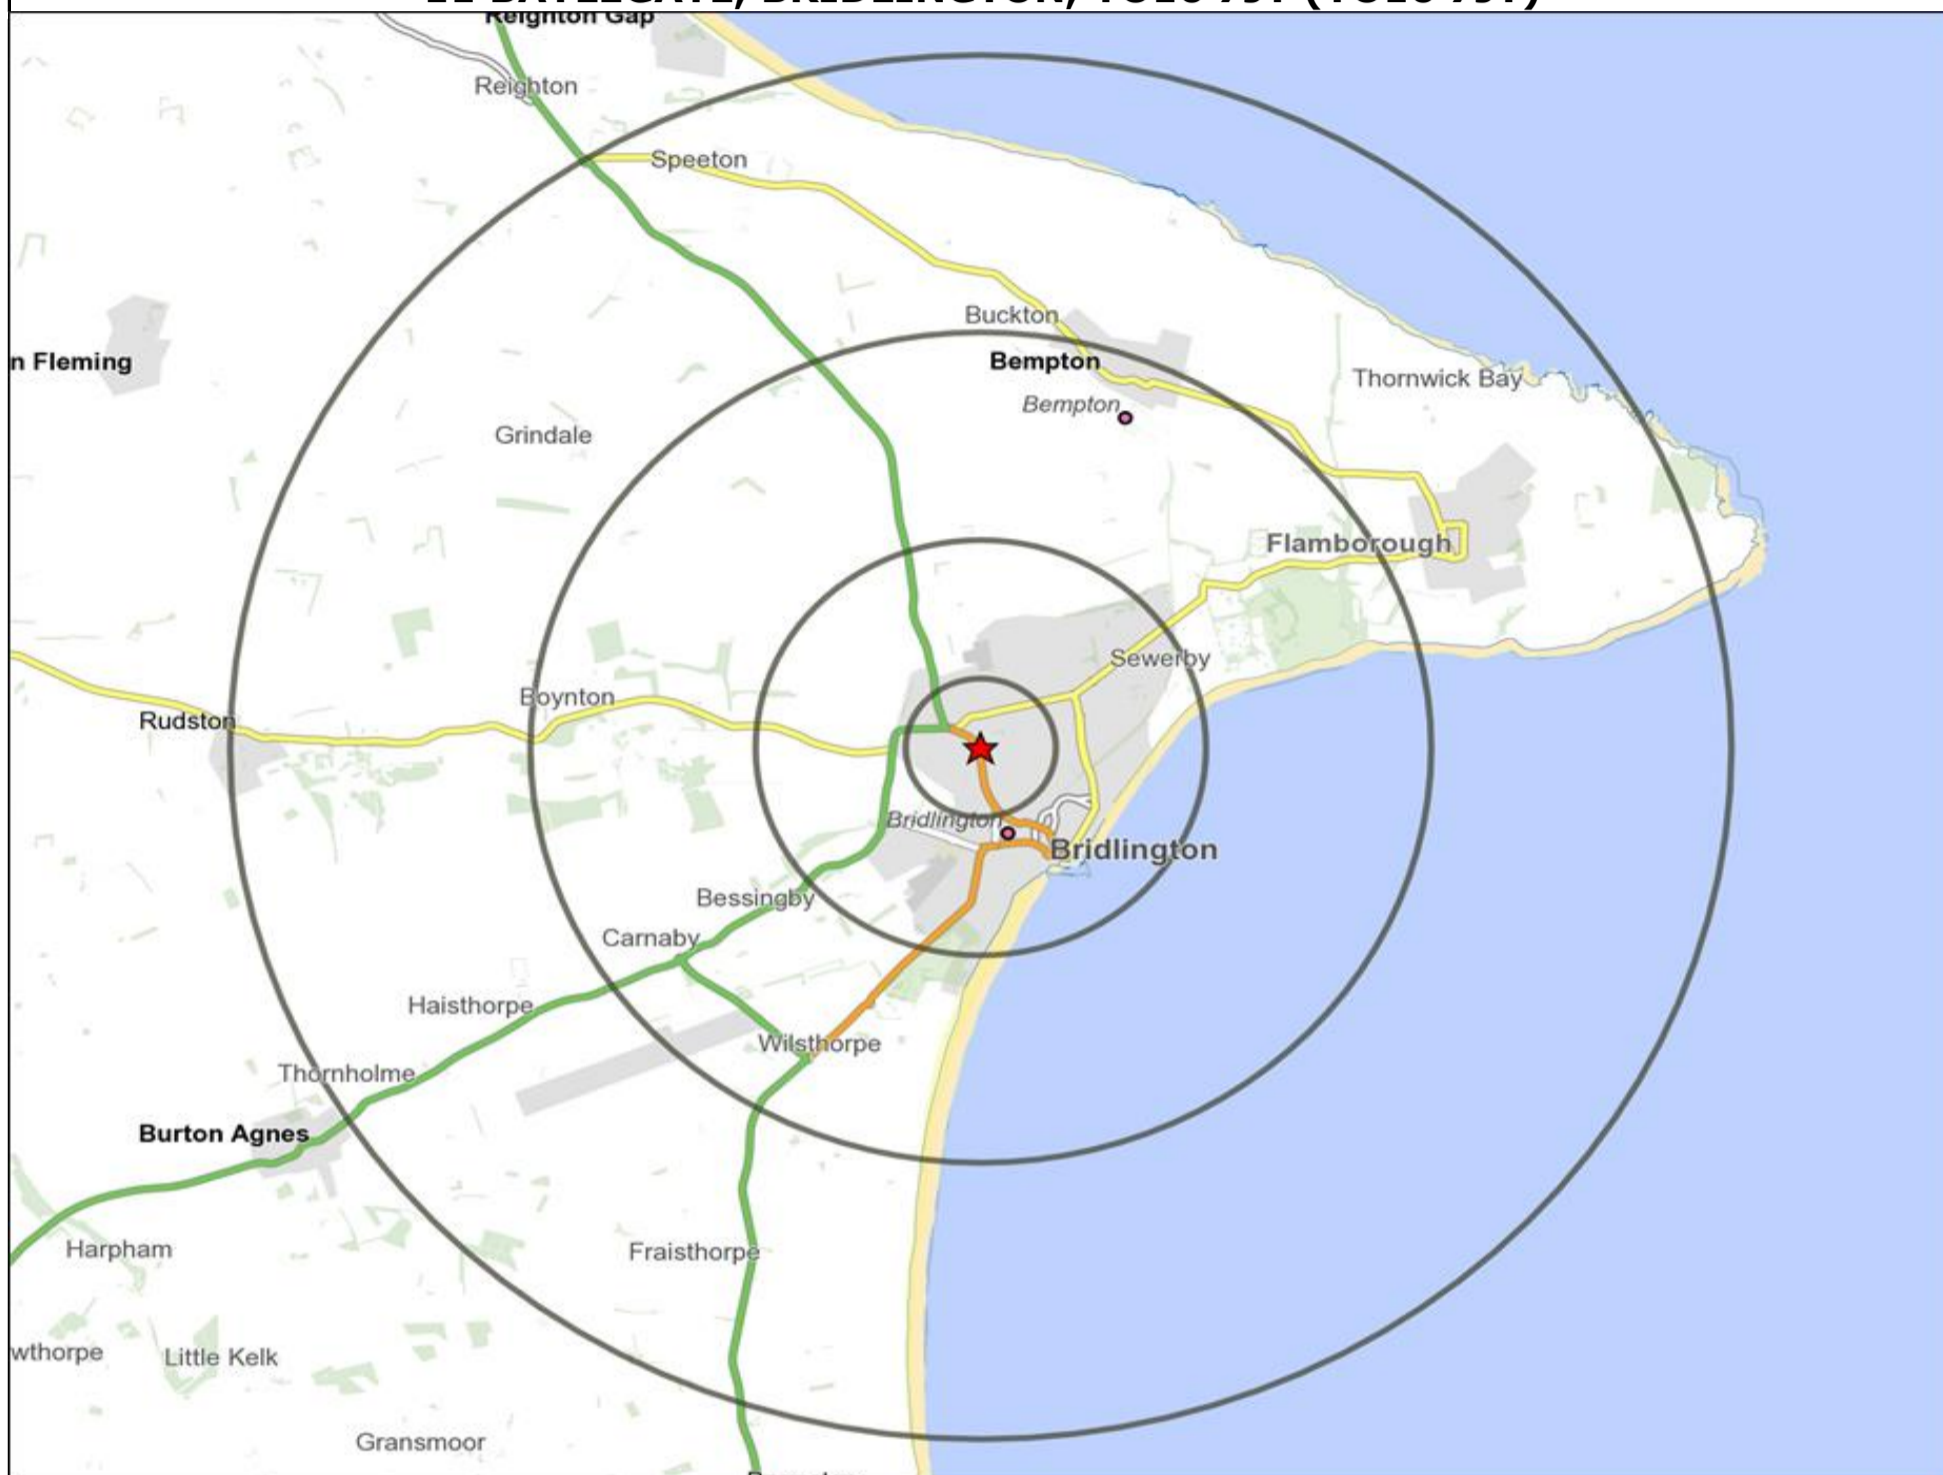 Reighton Gap
Reighton
Speeton
Buckton
n Fleming
Bempton
Thornwick Bay
Bempton
Grindale
Flamborough
Sewerby
Boynton
Rudston
Bridlington
Bridlington
Bessingby
Carnaby
Haisthorpe
Wilsthorpe
Thornholme
Burton Agnes
Harpham
Fraisthorpe
wthorpe
Little Kelk
Gransmoor